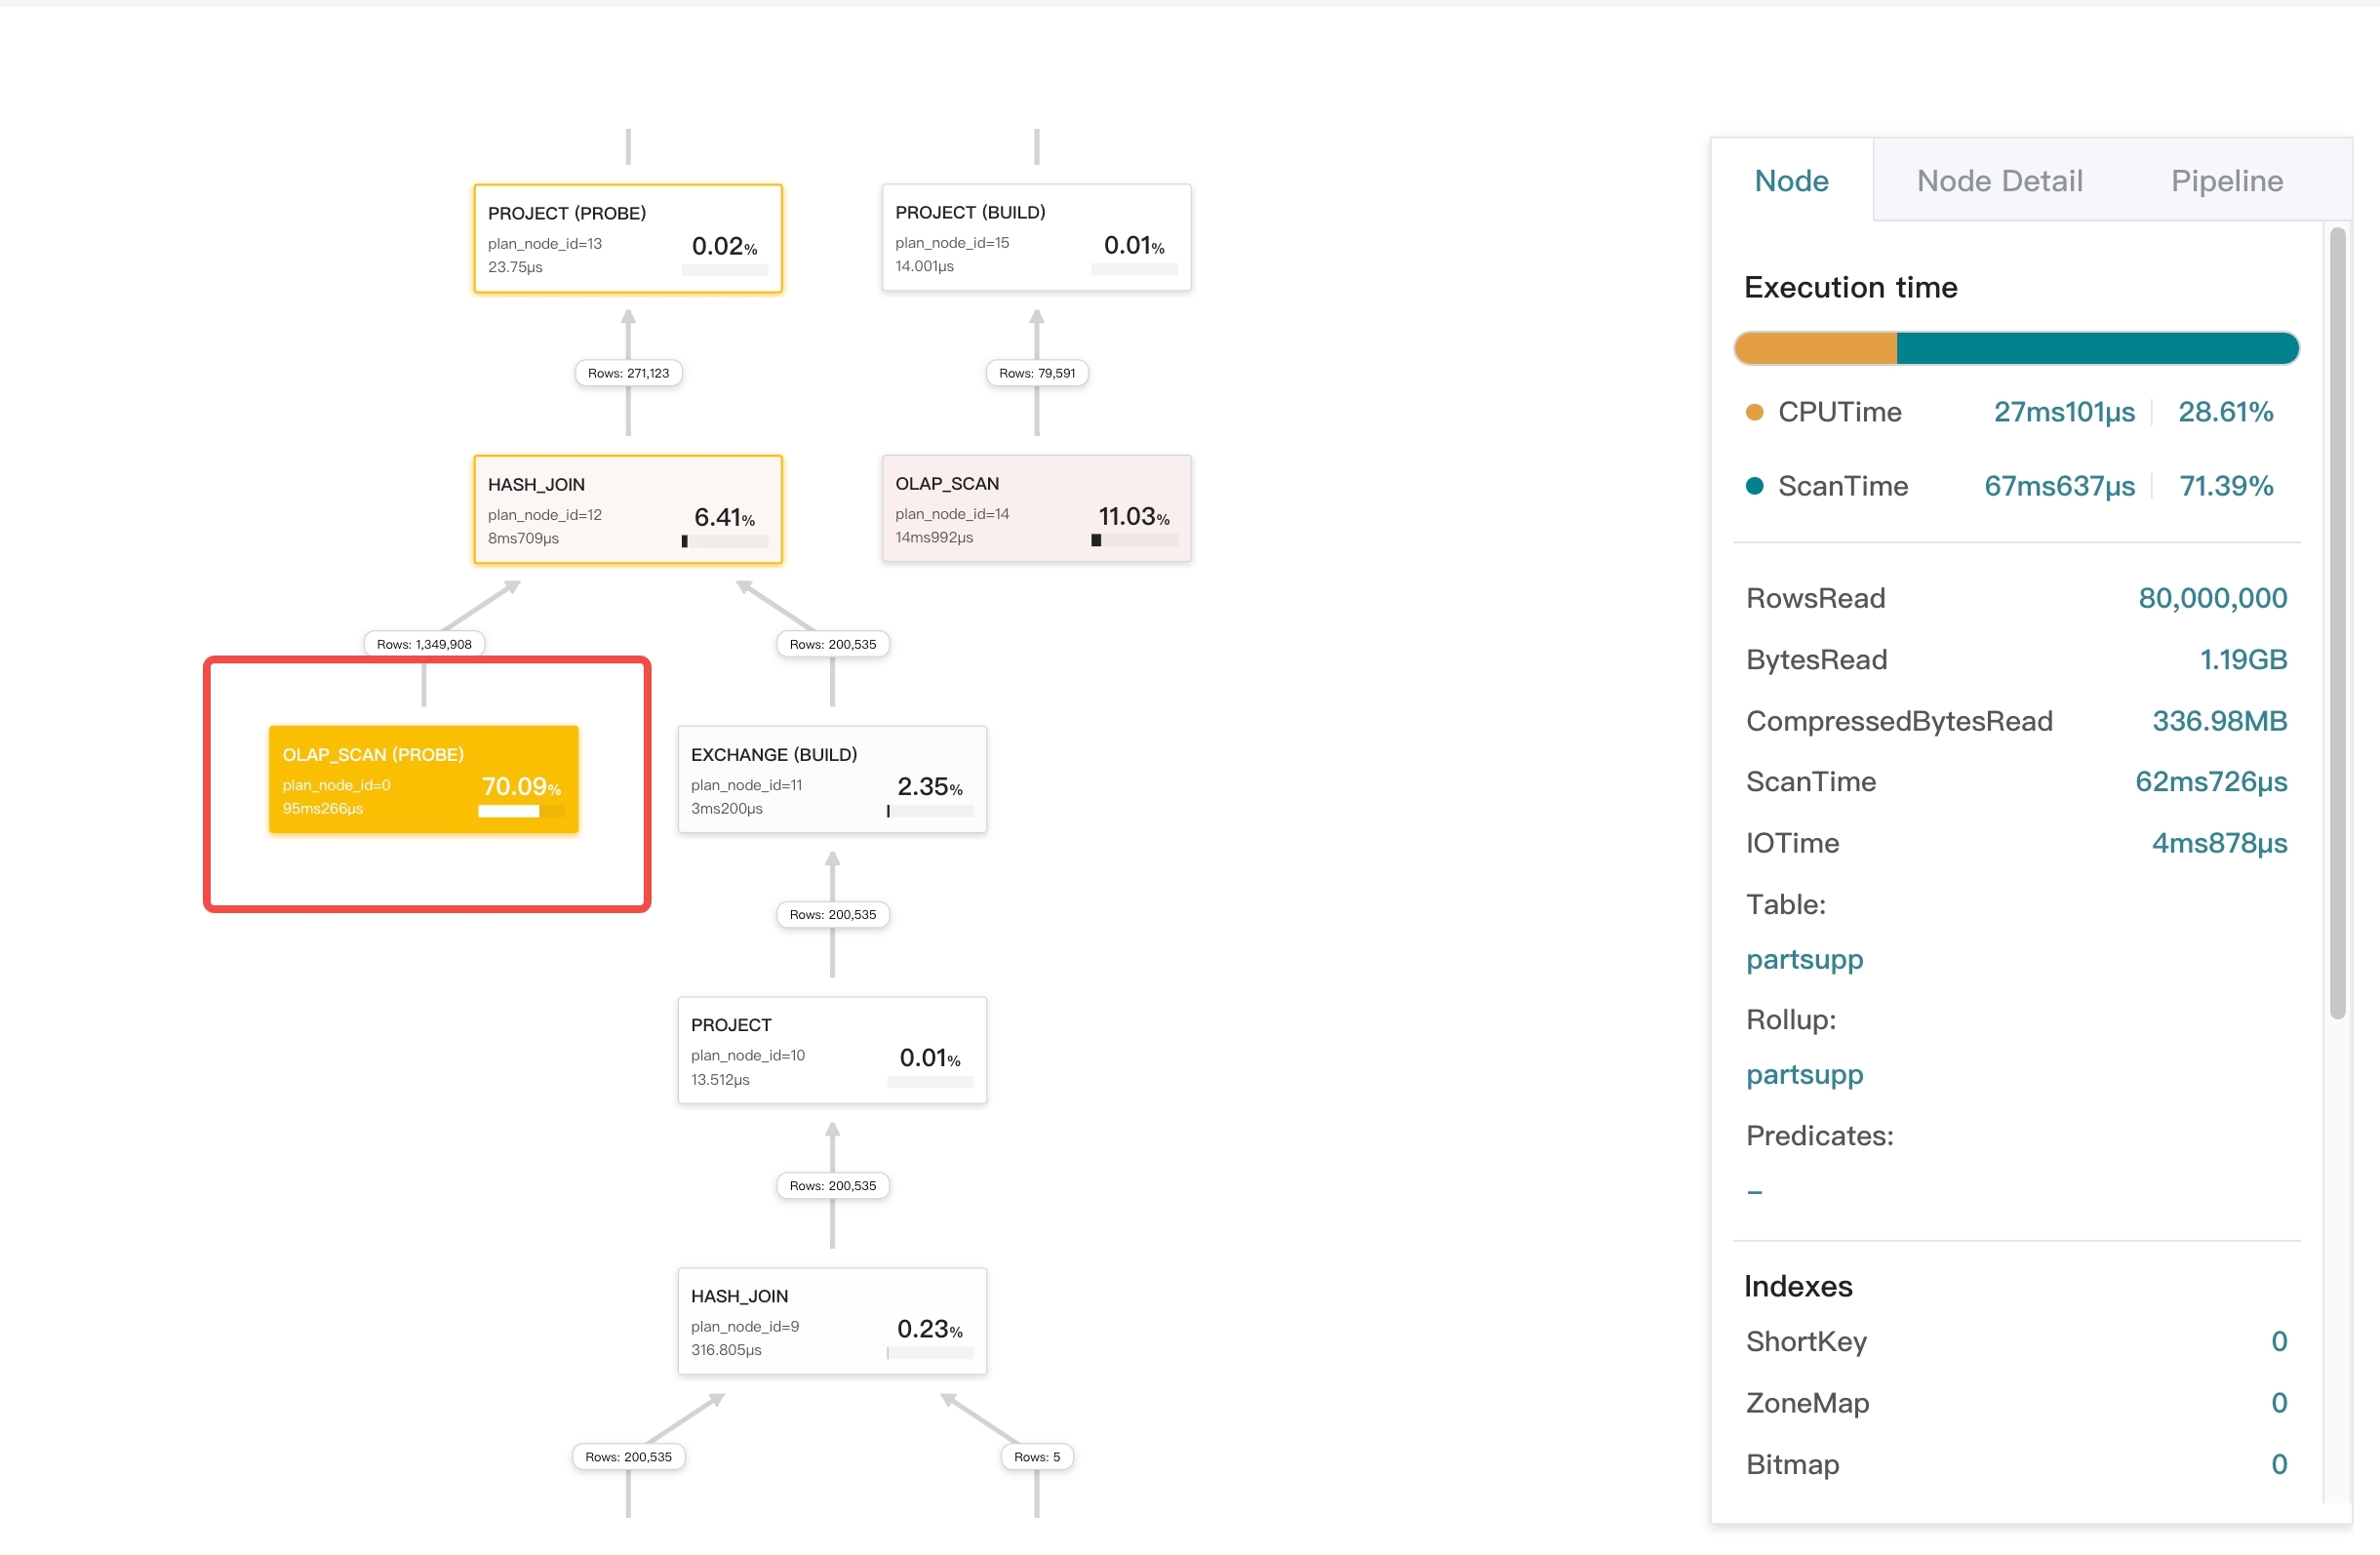 PROJECT (PROBE)
plan_node_id=13
0.02%
23.75μs
PROJECT (BUILD)
plan_node_id=15
0.01%
14.001μs
Rows: 271,123
Rows: 79,591
HASH_JOIN
plan_node_id=12
6.41%
8ms709μs
OLAP_SCAN
plan_node_id=14
11.03%
14ms992μs
Rows: 1,349,908
Rows: 200,535
OLAP_SCAN (PROBE)
plan_node_id=0
70.09%
95ms266μs
EXCHANGE (BUILD)
plan_node_id=11
2.35%
3ms200μs
Rows: 200,535
PROJECT
plan_node_id=10
0.01%
13.512μs
Rows: 200,535
HASH_JOIN
plan_node_id=9
0.23%
316.805μs
Rows: 200,535
Rows: 5
Node Node Detail Pipeline
Execution time
CPUTime 27ms101μs 28.61%
ScanTime 67ms637μs 71.39%
RowsRead 80,000,000
BytesRead 1.19GB
CompressedBytesRead 336.98MB
ScanTime 62ms726μs
IOTime 4ms878μs
Table:
partsupp
Rollup:
partsupp
Predicates:
–
Indexes
ShortKey 0
ZoneMap 0
Bitmap 0